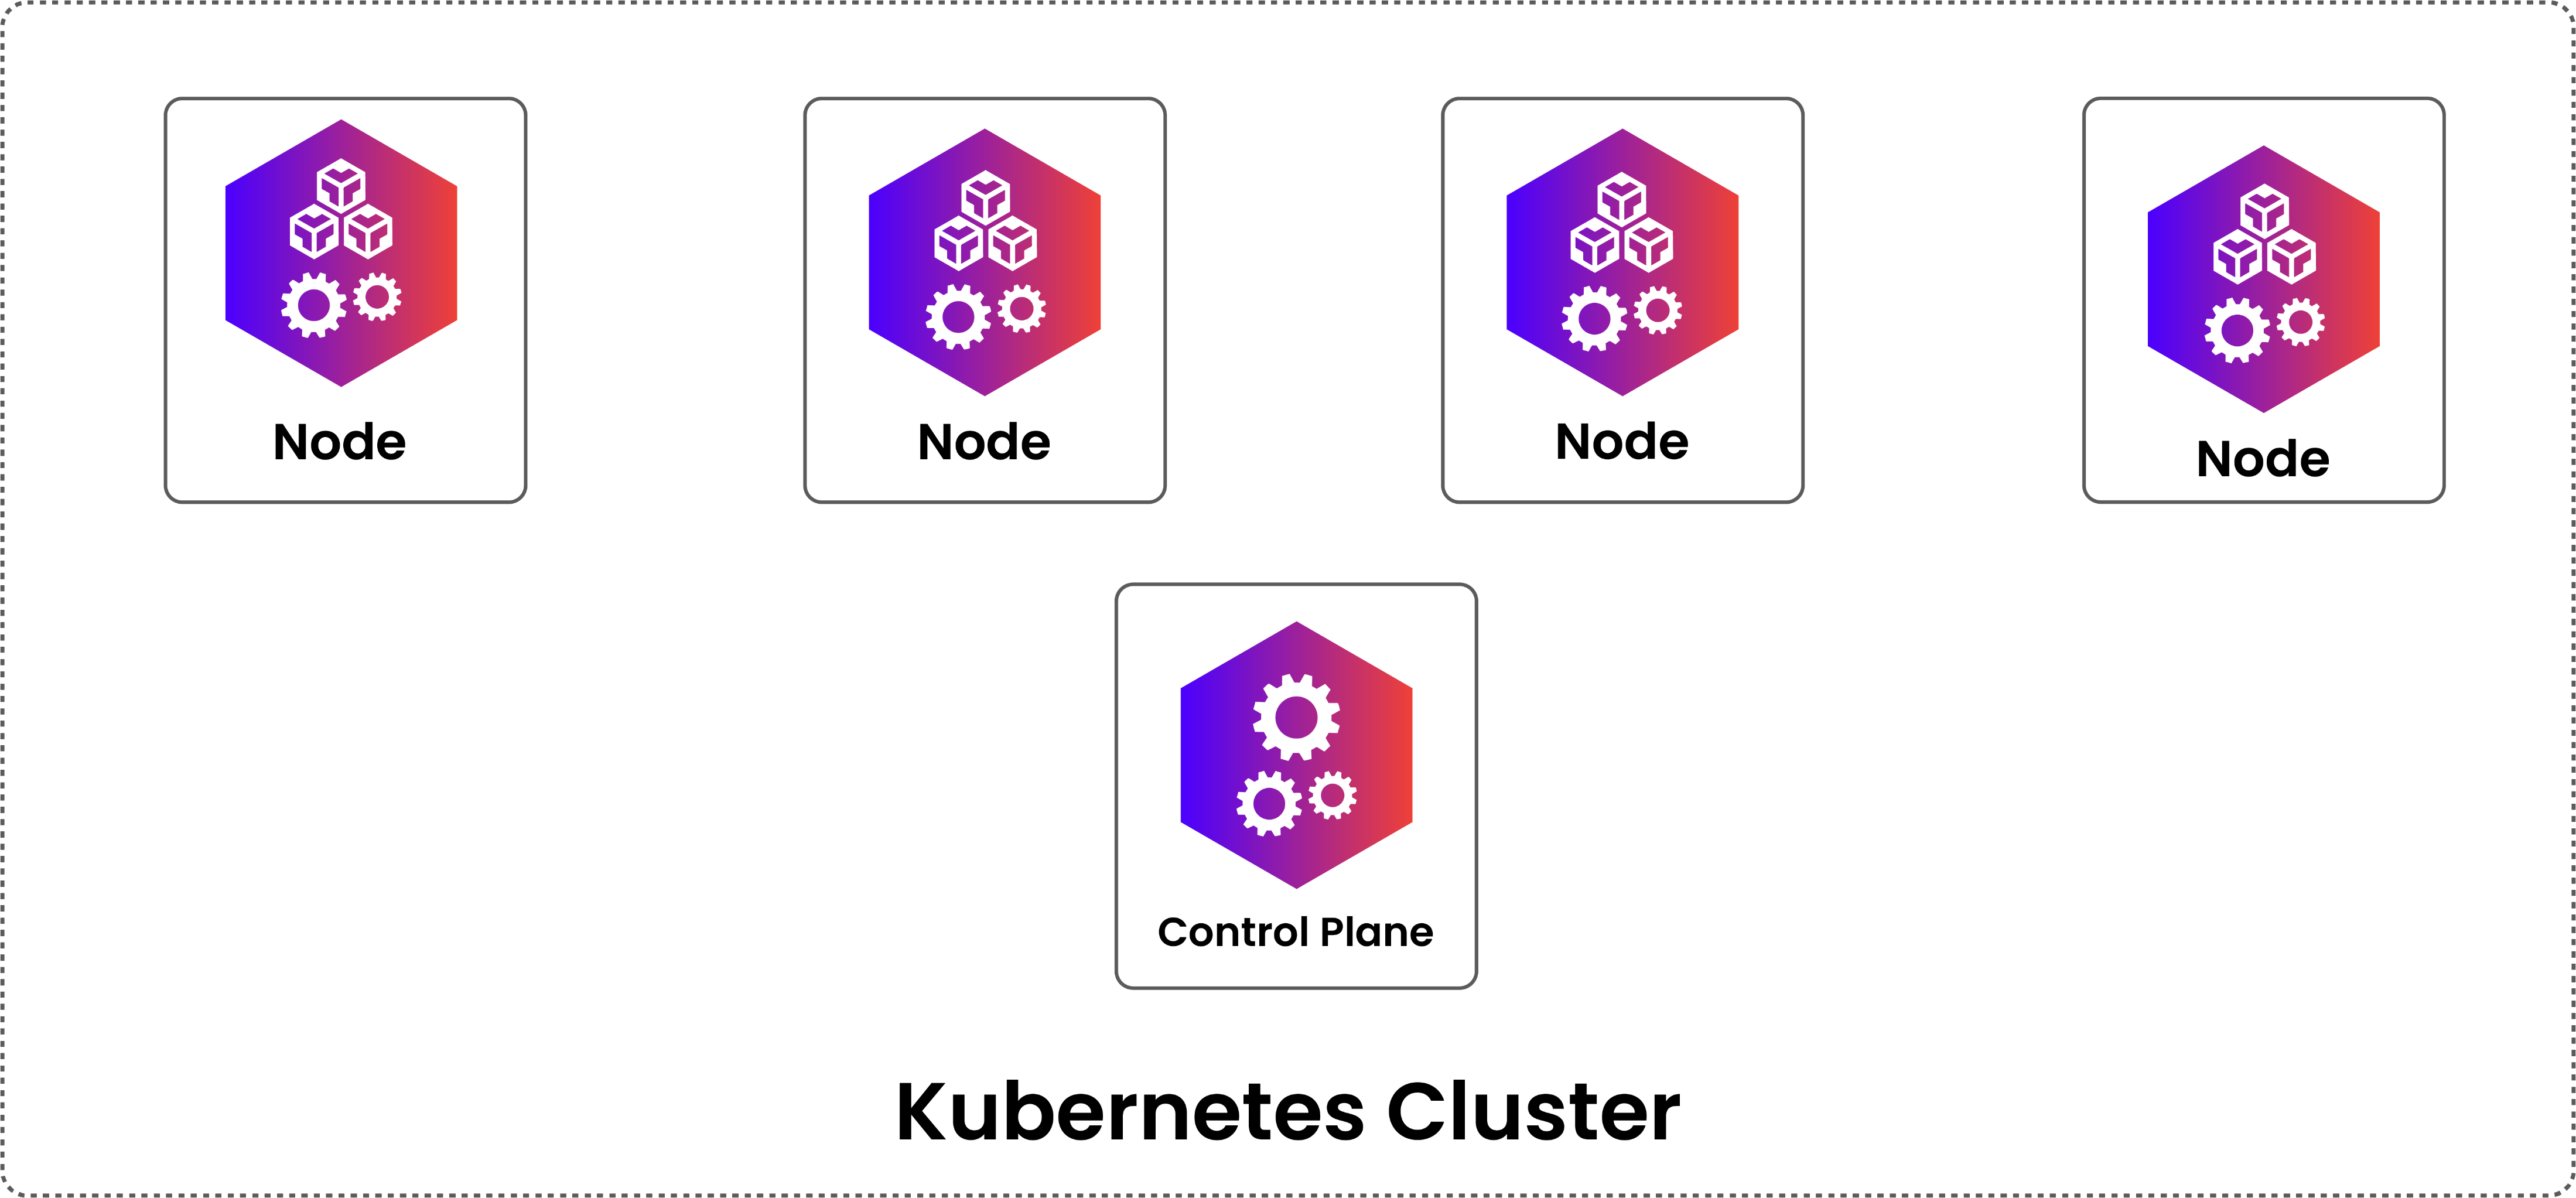 Node
Node
Node
Node
Control Plane
Kubernetes Cluster